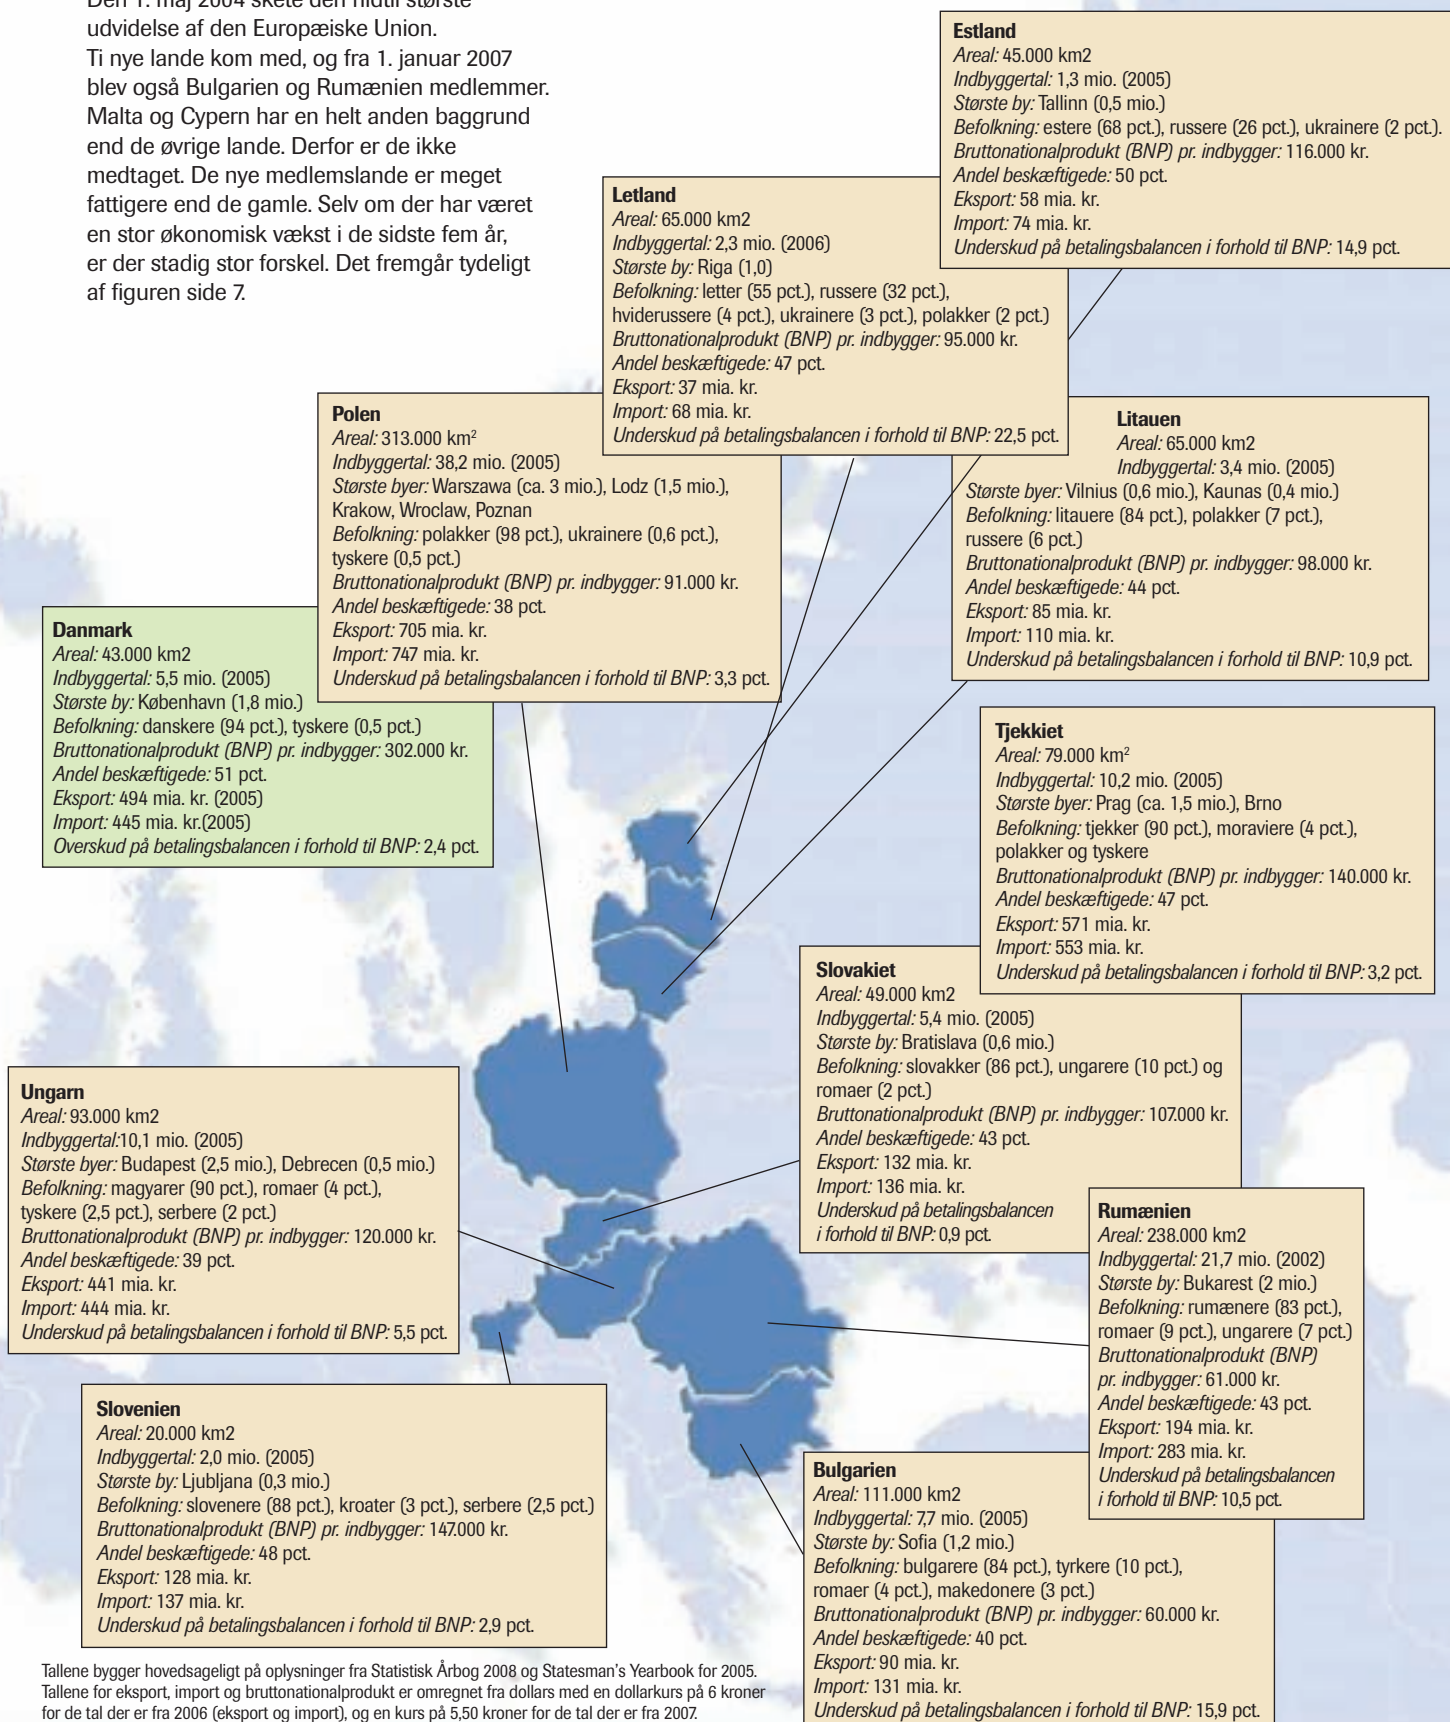 Den 1. maj 2004 skete den hidtil største
udvidelse af den Europæiske Union.
Ti nye lande kom med, og fra 1. januar 2007
blev også Bulgarien og Rumænien medlemmer.
Malta og Cypern har en helt anden baggrund
end de øvrige lande. Derfor er de ikke
medtaget. De nye medlemslande er meget
fattigere end de gamle. Selv om der har været
en stor økonomisk vækst i de sidste fem år,
er der stadig stor forskel. Det fremgår tydeligt
af figuren side 7.
Estland
Areal: 45.000 km2
Indbyggertal: 1,3 mio. (2005)
Største by: Tallinn (0,5 mio.)
Befolkning: estere (68 pct.), russere (26 pct.), ukrainere (2 pct.).
Bruttonationalprodukt (BNP) pr. indbygger: 116.000 kr.
Andel beskæftigede: 50 pct.
Eksport: 58 mia. kr.
Import: 74 mia. kr.
Underskud på betalingsbalancen i forhold til BNP: 14,9 pct.
Letland
Areal: 65.000 km2
Indbyggertal: 2,3 mio. (2006)
Største by: Riga (1,0)
Befolkning: letter (55 pct.), russere (32 pct.),
hviderussere (4 pct.), ukrainere (3 pct.), polakker (2 pct.)
Bruttonationalprodukt (BNP) pr. indbygger: 95.000 kr.
Andel beskæftigede: 47 pct.
Eksport: 37 mia. kr.
Import: 68 mia. kr.
Underskud på betalingsbalancen i forhold til BNP: 22,5 pct.
Polen
Areal: 313.000 km²
Indbyggertal: 38,2 mio. (2005)
Største byer: Warszawa (ca. 3 mio.), Lodz (1,5 mio.),
Krakow, Wroclaw, Poznan
Befolkning: polakker (98 pct.), ukrainere (0,6 pct.),
tyskere (0,5 pct.)
Bruttonationalprodukt (BNP) pr. indbygger: 91.000 kr.
Andel beskæftigede: 38 pct.
Eksport: 705 mia. kr.
Import: 747 mia. kr.
Underskud på betalingsbalancen i forhold til BNP: 3,3 pct.
Litauen
Areal: 65.000 km2
Indbyggertal: 3,4 mio. (2005)
Største byer: Vilnius (0,6 mio.), Kaunas (0,4 mio.)
Befolkning: litauere (84 pct.), polakker (7 pct.),
russere (6 pct.)
Bruttonationalprodukt (BNP) pr. indbygger: 98.000 kr.
Andel beskæftigede: 44 pct.
Eksport: 85 mia. kr.
Import: 110 mia. kr.
Underskud på betalingsbalancen i forhold til BNP: 10,9 pct.
Danmark
Areal: 43.000 km2
Indbyggertal: 5,5 mio. (2005)
Største by: København (1,8 mio.)
Befolkning: danskere (94 pct.), tyskere (0,5 pct.)
Bruttonationalprodukt (BNP) pr. indbygger: 302.000 kr.
Andel beskæftigede: 51 pct.
Eksport: 494 mia. kr. (2005)
Import: 445 mia. kr.(2005)
Overskud på betalingsbalancen i forhold til BNP: 2,4 pct.
Tjekkiet
Areal: 79.000 km²
Indbyggertal: 10,2 mio. (2005)
Største byer: Prag (ca. 1,5 mio.), Brno
Befolkning: tjekker (90 pct.), moraviere (4 pct.),
polakker og tyskere
Bruttonationalprodukt (BNP) pr. indbygger: 140.000 kr.
Andel beskæftigede: 47 pct.
Eksport: 571 mia. kr.
Import: 553 mia. kr.
Underskud på betalingsbalancen i forhold til BNP: 3,2 pct.
Slovakiet
Areal: 49.000 km2
Indbyggertal: 5,4 mio. (2005)
Største by: Bratislava (0,6 mio.)
Befolkning: slovakker (86 pct.), ungarere (10 pct.) og
romaer (2 pct.)
Bruttonationalprodukt (BNP) pr. indbygger: 107.000 kr.
Andel beskæftigede: 43 pct.
Eksport: 132 mia. kr.
Import: 136 mia. kr.
Underskud på betalingsbalancen
i forhold til BNP: 0,9 pct.
Ungarn
Areal: 93.000 km2
Indbyggertal:10,1 mio. (2005)
Største byer: Budapest (2,5 mio.), Debrecen (0,5 mio.)
Befolkning: magyarer (90 pct.), romaer (4 pct.),
tyskere (2,5 pct.), serbere (2 pct.)
Bruttonationalprodukt (BNP) pr. indbygger: 120.000 kr.
Andel beskæftigede: 39 pct.
Eksport: 441 mia. kr.
Import: 444 mia. kr.
Underskud på betalingsbalancen i forhold til BNP: 5,5 pct.
Rumænien
Areal: 238.000 km2
Indbyggertal: 21,7 mio. (2002)
Største by: Bukarest (2 mio.)
Befolkning: rumænere (83 pct.),
romaer (9 pct.), ungarere (7 pct.)
Bruttonationalprodukt (BNP)
pr. indbygger: 61.000 kr.
Andel beskæftigede: 43 pct.
Eksport: 194 mia. kr.
Import: 283 mia. kr.
Underskud på betalingsbalancen
i forhold til BNP: 10,5 pct.
Slovenien
Areal: 20.000 km2
Indbyggertal: 2,0 mio. (2005)
Største by: Ljubljana (0,3 mio.)
Befolkning: slovenere (88 pct.), kroater (3 pct.), serbere (2,5 pct.)
Bruttonationalprodukt (BNP) pr. indbygger: 147.000 kr.
Andel beskæftigede: 48 pct.
Eksport: 128 mia. kr.
Import: 137 mia. kr.
Underskud på betalingsbalancen i forhold til BNP: 2,9 pct.
Bulgarien
Areal: 111.000 km2
Indbyggertal: 7,7 mio. (2005)
Største by: Sofia (1,2 mio.)
Befolkning: bulgarere (84 pct.), tyrkere (10 pct.),
romaer (4 pct.), makedonere (3 pct.)
Bruttonationalprodukt (BNP) pr. indbygger: 60.000 kr.
Andel beskæftigede: 40 pct.
Eksport: 90 mia. kr.
Import: 131 mia. kr.
Underskud på betalingsbalancen i forhold til BNP: 15,9 pct.
Tallene bygger hovedsageligt på oplysninger fra Statistisk Årbog 2008 og Statesman's Yearbook for 2005.
Tallene for eksport, import og bruttonationalprodukt er omregnet fra dollars med en dollarkurs på 6 kroner
for de tal der er fra 2006 (eksport og import), og en kurs på 5,50 kroner for de tal der er fra 2007.